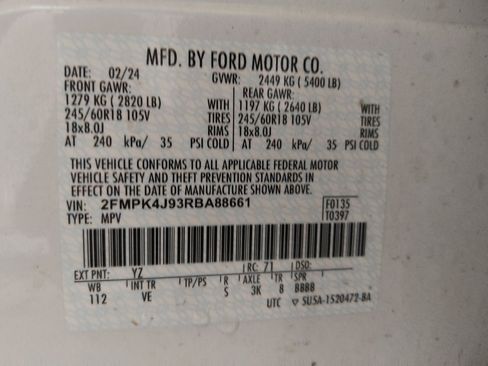 MFD. BY FORD MOTOR CO.
DATE: 02/24 GVWR: 2449 KG ( 5400 LB)
FRONT GAWR: REAR GAWR:
1279 KG ( 2820 LB) WITH 1197 KG ( 2640 LB) WITH
245/60R18 105V TIRES 245/60R18 105V TIRES
18x8.0J RIMS 18x8.0J RIMS
AT 240 kPa/ 35 PSI COLD AT 240 kPa/ 35 PSI COLD
THIS VEHICLE CONFORMS TO ALL APPLICABLE FEDERAL MOTOR
VEHICLE SAFETY AND THEFT PREVENTION STANDARDS IN
EFFECT ON THE DATE OF MANUFACTURE SHOWN ABOVE.
VIN: 2FMPK4J93RBA88661 F0135
TYPE: MPV T0397
EXT PNT: YZ RC: 71 DSO:
WB INT TR TP/PS R AXLE TR SPR
112 VE S 3K 8 BBBB
UTC SU5A-1520472-BA